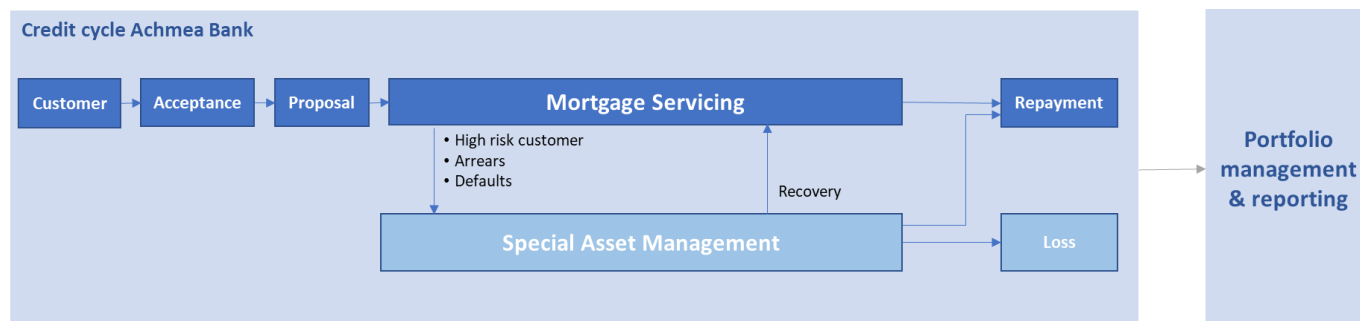 Credit cycle Achmea Bank
Customer
Acceptance
Proposal
Mortgage Servicing
Repayment
• High risk customer
• Arrears
• Defaults
Recovery
Special Asset Management
Loss
Portfolio
management
& reporting